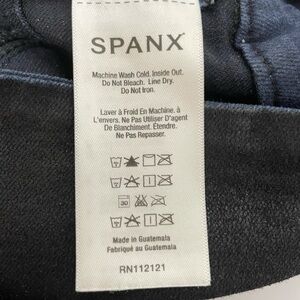 SPANX
Machine Wash Cold. Inside Out.
Do Not Bleach. Line Dry.
Do Not Iron.
Laver à Froid En Machine. à
L'envers. Ne Pas Utiliser D'agent
De Blanchiment. Étendre.
Ne Pas Repasser.
30
Made in Guatemala
Fabriqué au Guatemala
RN112121